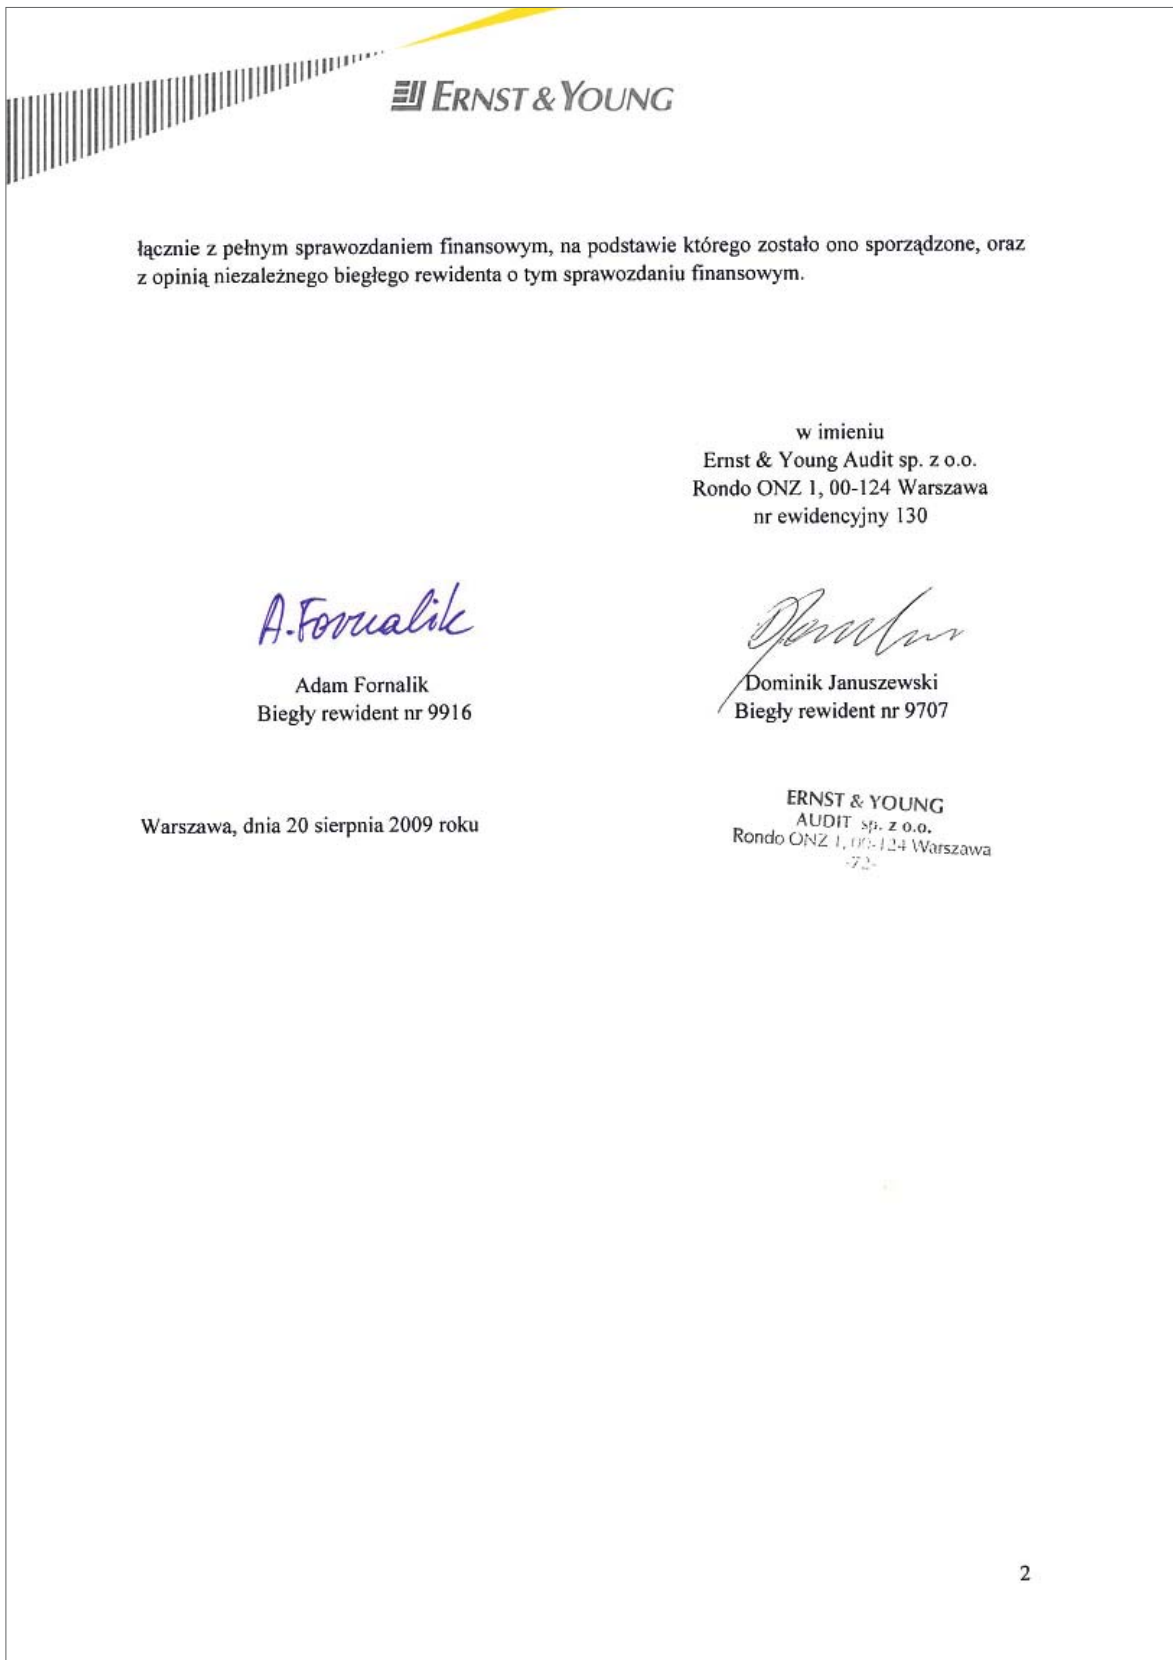 ERNST & YOUNG
łącznie z pełnym sprawozdaniem finansowym, na podstawie którego zostało ono sporządzone, oraz
z opinią niezależnego biegłego rewidenta o tym sprawozdaniu finansowym.
w imieniu
Ernst & Young Audit sp. z o.o.
Rondo ONZ 1, 00-124 Warszawa
nr ewidencyjny 130
A. Fornalik
Adam Fornalik
Biegły rewident nr 9916
Dominik Januszewski
Biegły rewident nr 9707
Warszawa, dnia 20 sierpnia 2009 roku
ERNST & YOUNG
AUDIT sp. z o.o.
Rondo ONZ 1, 00-124 Warszawa
-72-
2